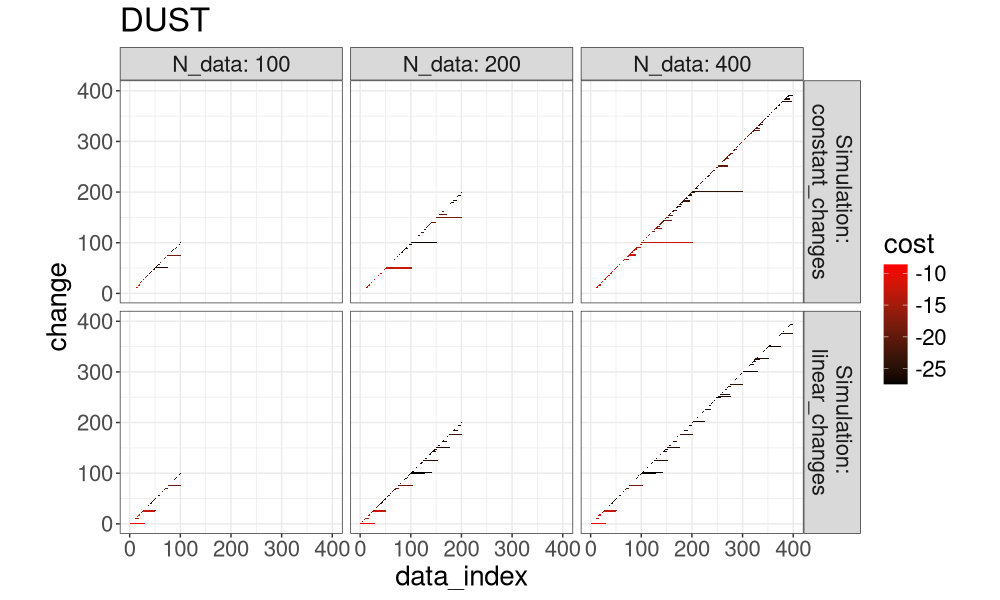 DUST
N_data: 100
N_data: 200
N_data: 400
400
300
200
100
0
Simulation:
constant_changes
400
300
200
100
0
Simulation:
linear_changes
change
0 100 200 300 400
0 100 200 300 400
0 100 200 300 400
data_index
cost
-10
-15
-20
-25